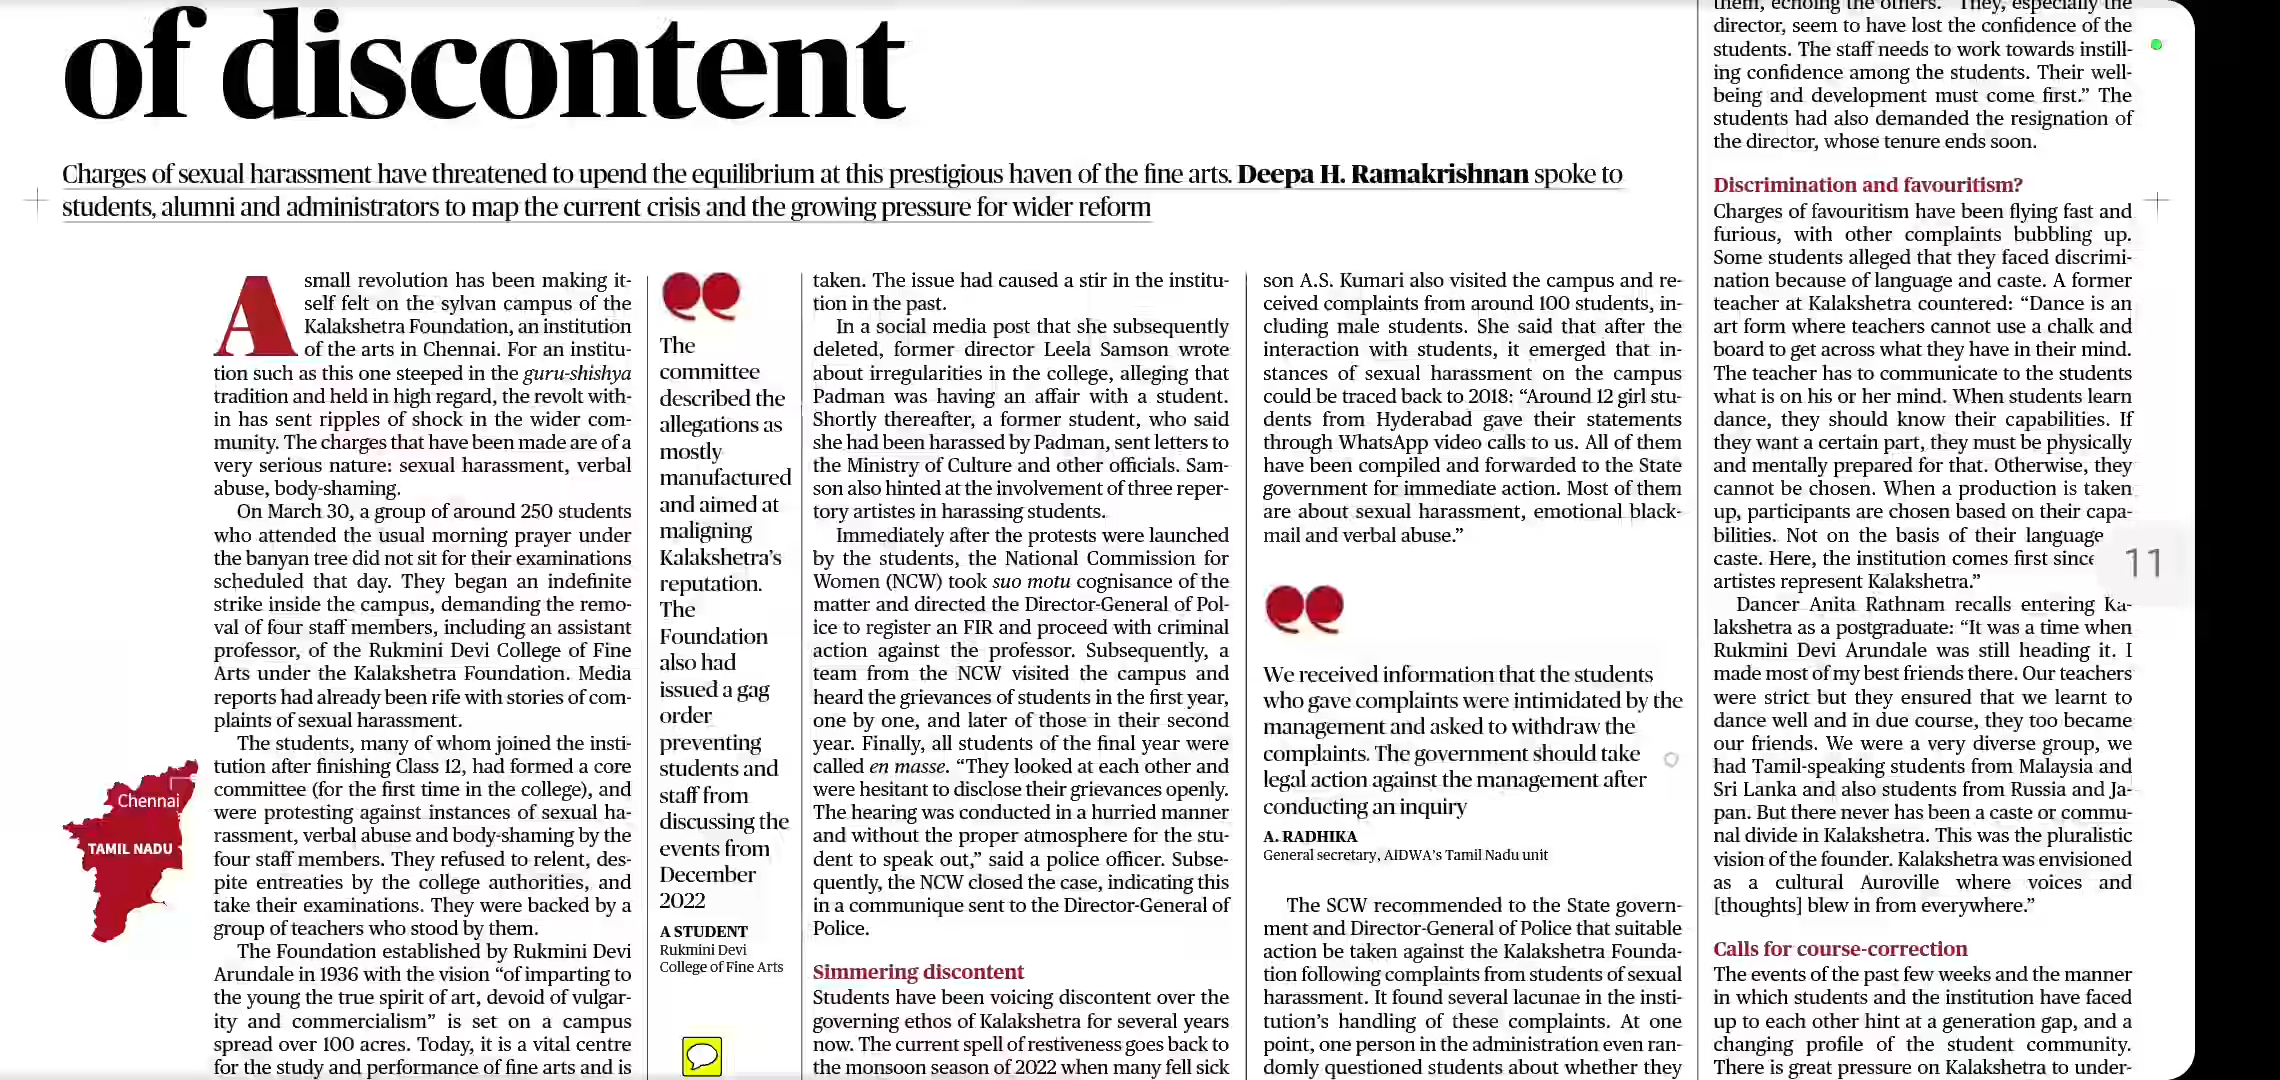 of discontent
Charges of sexual harassment have threatened to upend the equilibrium at this prestigious haven of the fine arts. Deepa H. Ramakrishnan spoke to
students, alumni and administrators to map the current crisis and the growing pressure for wider reform
A small revolution has been making it-
self felt on the sylvan campus of the
Kalakshetra Foundation, an institution
of the arts in Chennai. For an institu-
tion such as this one steeped in the guru-shishya
tradition and held in high regard, the revolt with-
in has sent ripples of shock in the wider com-
munity. The charges that have been made are of a
very serious nature: sexual harassment, verbal
abuse, body-shaming.
On March 30, a group of around 250 students
who attended the usual morning prayer under
the banyan tree did not sit for their examinations
scheduled that day. They began an indefinite
strike inside the campus, demanding the remo-
val of four staff members, including an assistant
professor, of the Rukmini Devi College of Fine
Arts under the Kalakshetra Foundation. Media
reports had already been rife with stories of com-
plaints of sexual harassment.
The students, many of whom joined the insti-
tution after finishing Class 12, had formed a core
committee (for the first time in the college), and
were protesting against instances of sexual ha-
rassment, verbal abuse and body-shaming by the
four staff members. They refused to relent, des-
pite entreaties by the college authorities, and
take their examinations. They were backed by a
group of teachers who stood by them.
The Foundation established by Rukmini Devi
Arundale in 1936 with the vision “of imparting to
the young the true spirit of art, devoid of vulgar-
ity and commercialism” is set on a campus
spread over 100 acres. Today, it is a vital centre
for the study and performance of fine arts and is
Chennai
TAMIL NADU
The
committee
described the
allegations as
mostly
manufactured
and aimed at
maligning
Kalakshetra’s
reputation.
The
Foundation
also had
issued a gag
order
preventing
students and
staff from
discussing the
events from
December
2022
A STUDENT
Rukmini Devi
College of Fine Arts
taken. The issue had caused a stir in the institu-
tion in the past.
In a social media post that she subsequently
deleted, former director Leela Samson wrote
about irregularities in the college, alleging that
Padman was having an affair with a student.
Shortly thereafter, a former student, who said
she had been harassed by Padman, sent letters to
the Ministry of Culture and other officials. Sam-
son also hinted at the involvement of three reper-
tory artistes in harassing students.
Immediately after the protests were launched
by the students, the National Commission for
Women (NCW) took suo motu cognisance of the
matter and directed the Director-General of Pol-
ice to register an FIR and proceed with criminal
action against the professor. Subsequently, a
team from the NCW visited the campus and
heard the grievances of students in the first year,
one by one, and later of those in their second
year. Finally, all students of the final year were
called en masse. “They looked at each other and
were hesitant to disclose their grievances openly.
The hearing was conducted in a hurried manner
and without the proper atmosphere for the stu-
dent to speak out,” said a police officer. Subse-
quently, the NCW closed the case, indicating this
in a communique sent to the Director-General of
Police.
Simmering discontent
Students have been voicing discontent over the
governing ethos of Kalakshetra for several years
now. The current spell of restiveness goes back to
the monsoon season of 2022 when many fell sick
son A.S. Kumari also visited the campus and re-
ceived complaints from around 100 students, in-
cluding male students. She said that after the
interaction with students, it emerged that in-
stances of sexual harassment on the campus
could be traced back to 2018: “Around 12 girl stu-
dents from Hyderabad gave their statements
through WhatsApp video calls to us. All of them
have been compiled and forwarded to the State
government for immediate action. Most of them
are about sexual harassment, emotional black-
mail and verbal abuse.”
We received information that the students
who gave complaints were intimidated by the
management and asked to withdraw the
complaints. The government should take
legal action against the management after
conducting an inquiry
A. RADHIKA
General secretary, AIDWA’s Tamil Nadu unit
The SCW recommended to the State govern-
ment and Director-General of Police that suitable
action be taken against the Kalakshetra Founda-
tion following complaints from students of sexual
harassment. It found several lacunae in the insti-
tution’s handling of these complaints. At one
point, one person in the administration even ran-
domly questioned students about whether they
them, echoing the others. “They, especially the
director, seem to have lost the confidence of the
students. The staff needs to work towards instill-
ing confidence among the students. Their well-
being and development must come first.” The
students had also demanded the resignation of
the director, whose tenure ends soon.
Discrimination and favouritism?
Charges of favouritism have been flying fast and
furious, with other complaints bubbling up.
Some students alleged that they faced discrimi-
nation because of language and caste. A former
teacher at Kalakshetra countered: “Dance is an
art form where teachers cannot use a chalk and
board to get across what they have in their mind.
The teacher has to communicate to the students
what is on his or her mind. When students learn
dance, they should know their capabilities. If
they want a certain part, they must be physically
and mentally prepared for that. Otherwise, they
cannot be chosen. When a production is taken
up, participants are chosen based on their capa-
bilities. Not on the basis of their language
caste. Here, the institution comes first since
artistes represent Kalakshetra.”
Dancer Anita Rathnam recalls entering Ka-
lakshetra as a postgraduate: “It was a time when
Rukmini Devi Arundale was still heading it. I
made most of my best friends there. Our teachers
were strict but they ensured that we learnt to
dance well and in due course, they too became
our friends. We were a very diverse group, we
had Tamil-speaking students from Malaysia and
Sri Lanka and also students from Russia and Ja-
pan. But there never has been a caste or commu-
nal divide in Kalakshetra. This was the pluralistic
vision of the founder. Kalakshetra was envisioned
as a cultural Auroville where voices and
[thoughts] blew in from everywhere.”
Calls for course-correction
The events of the past few weeks and the manner
in which students and the institution have faced
up to each other hint at a generation gap, and a
changing profile of the student community.
There is great pressure on Kalakshetra to under-
11